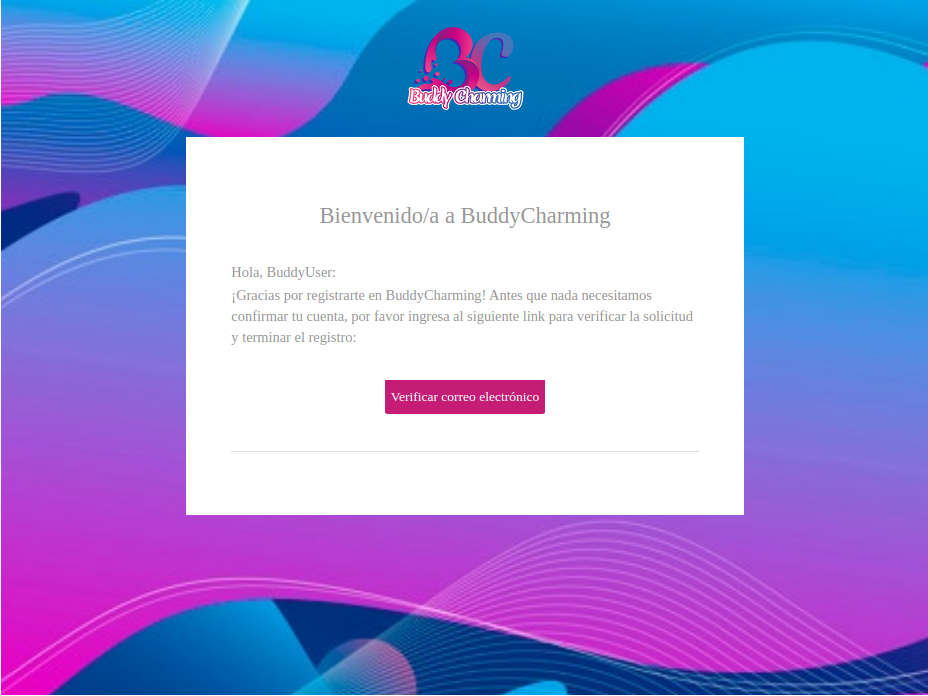 BC
Buddy Charming
Bienvenido/a a BuddyCharming
Hola, BuddyUser:
¡Gracias por registrarte en BuddyCharming! Antes que nada necesitamos
confirmar tu cuenta, por favor ingresa al siguiente link para verificar la solicitud
y terminar el registro:
Verificar correo electrónico